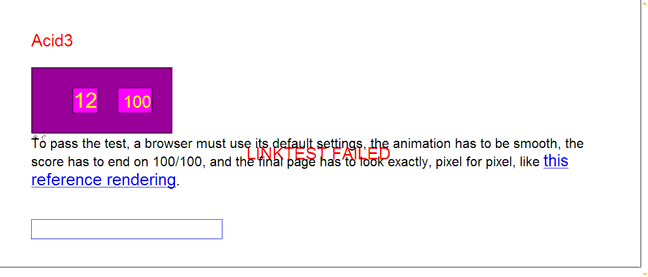 Acid3
12 100
To pass the test, a browser must use its default settings, the animation has to be smooth, the
LINKTEST FAILED
score has to end on 100/100, and the final page has to look exactly, pixel for pixel, like this
reference rendering.